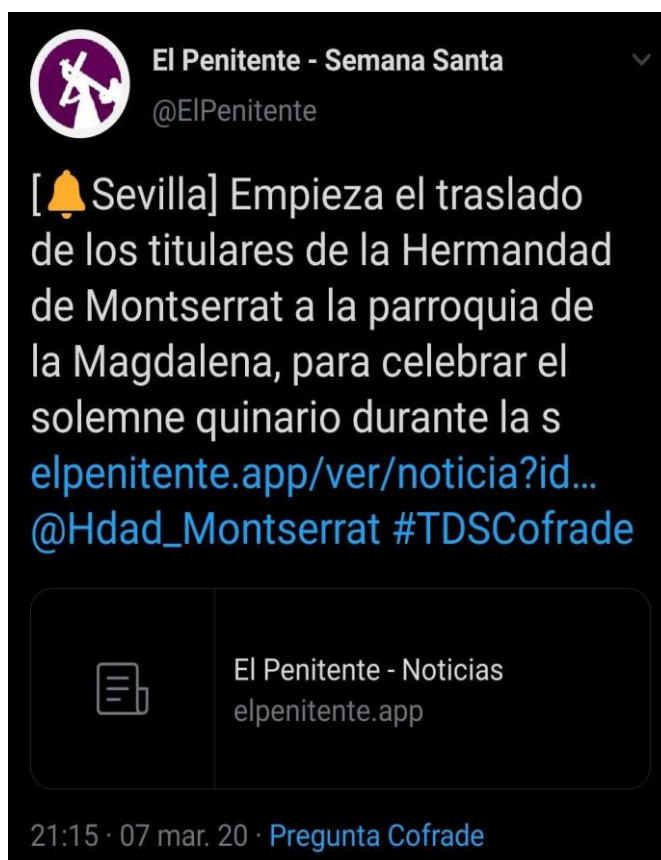 El Penitente - Semana Santa
@ElPenitente
[🔔Sevilla] Empieza el traslado
de los titulares de la Hermandad
de Montserrat a la parroquia de
la Magdalena, para celebrar el
solemne quinario durante la s
elpenitente.app/ver/noticia?id...
@Hdad_Montserrat #TDSCofrade
El Penitente - Noticias
elpenitente.app
21:15 · 07 mar. 20 · Pregunta Cofrade